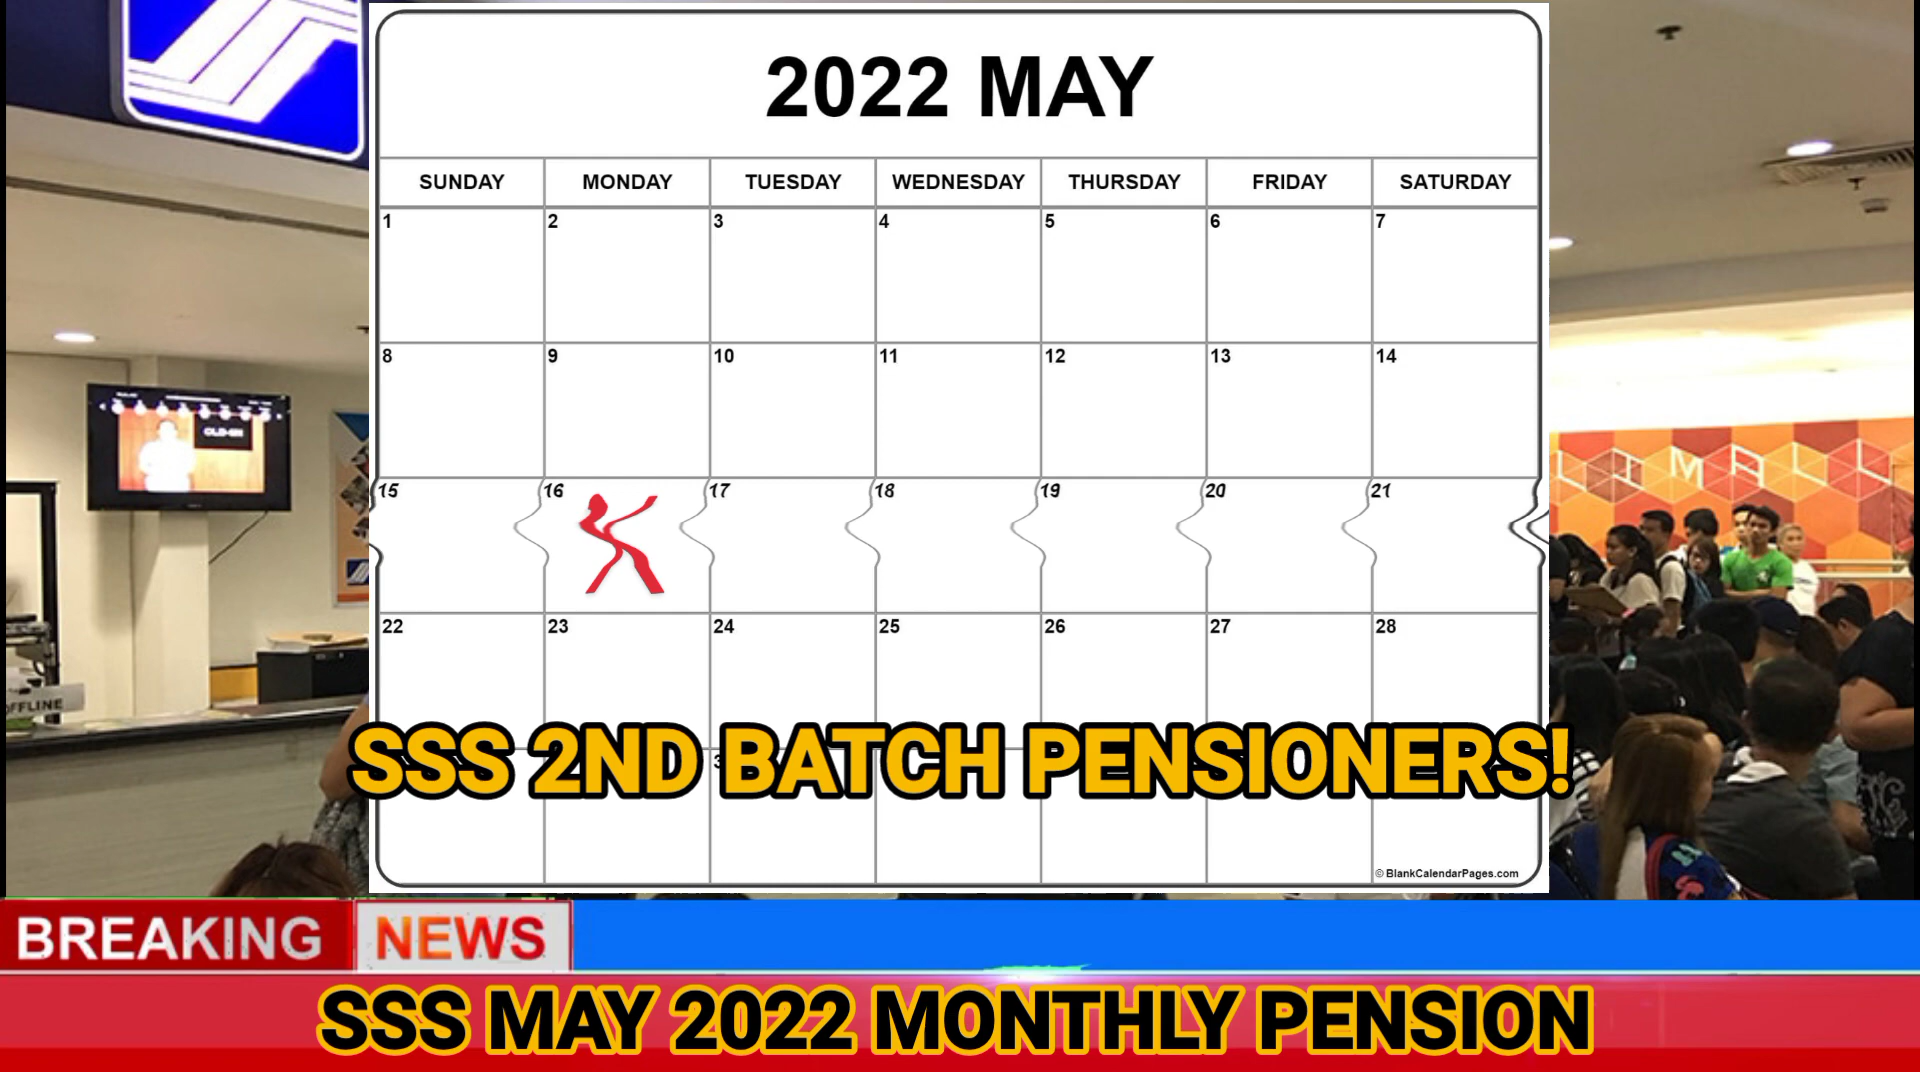 2022 MAY
SUNDAY MONDAY TUESDAY WEDNESDAY THURSDAY FRIDAY SATURDAY
1 2 3 4 5 6 7
8 9 10 11 12 13 14
15 16 17 18 19 20 21
22 23 24 25 26 27 28
SSS 2ND BATCH PENSIONERS!
© BlankCalendarPages.com
OFFLINE
MALL
BREAKING NEWS
SSS MAY 2022 MONTHLY PENSION